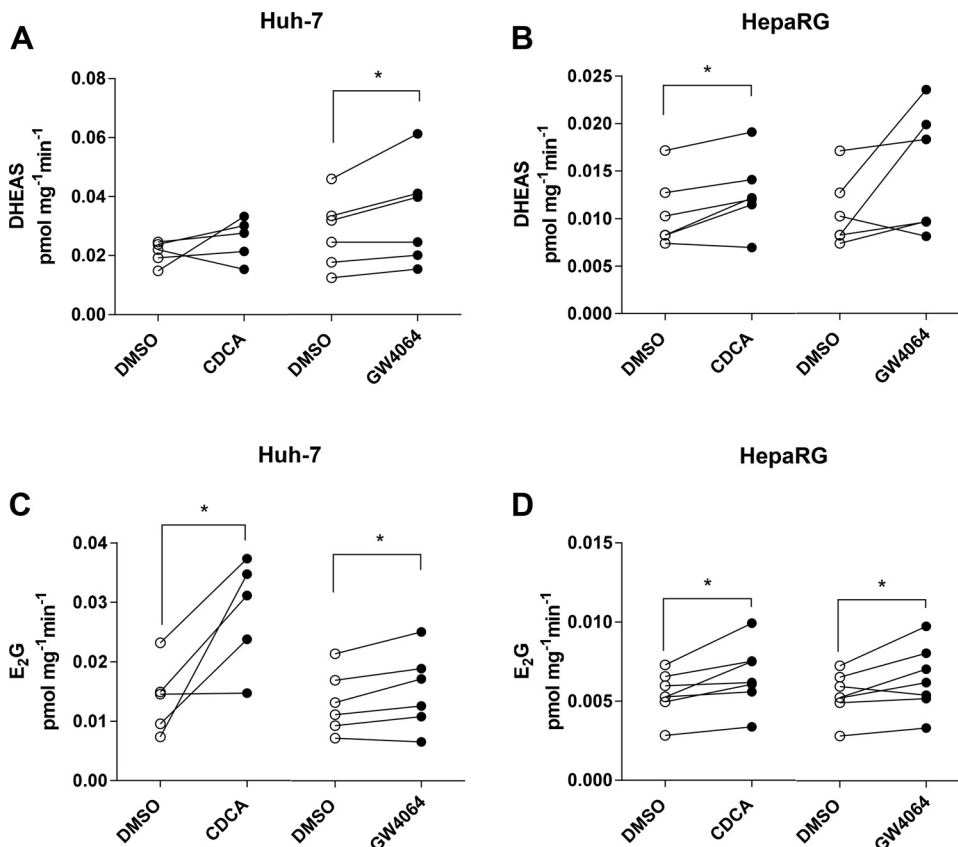 A
Huh-7
DHEAS
pmol mg⁻¹min⁻¹
0.08
0.06
0.04
0.02
0.00
*
DMSO
CDCA
DMSO
GW4064
B
HepaRG
DHEAS
pmol mg⁻¹min⁻¹
0.025
0.020
0.015
0.010
0.005
0.000
*
DMSO
CDCA
DMSO
GW4064
C
Huh-7
E₂G
pmol mg⁻¹min⁻¹
0.04
0.03
0.02
0.01
0.00
*
*
DMSO
CDCA
DMSO
GW4064
D
HepaRG
E₂G
pmol mg⁻¹min⁻¹
0.015
0.010
0.005
0.000
*
*
DMSO
CDCA
DMSO
GW4064